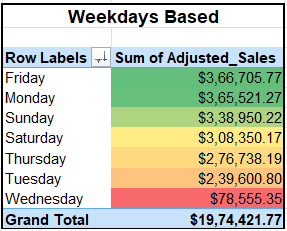 Weekdays Based
Row Labels Sum of Adjusted_Sales
Friday $3,66,705.77
Monday $3,65,521.27
Sunday $3,38,950.22
Saturday $3,08,350.17
Thursday $2,76,738.19
Tuesday $2,39,600.80
Wednesday $78,555.35
Grand Total $19,74,421.77